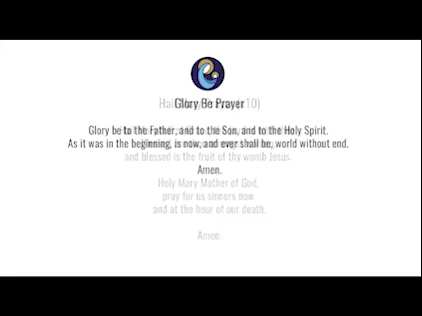 Glory Be Prayer
Glory be to the Father, and to the Son, and to the Holy Spirit.
As it was in the beginning, is now, and ever shall be, world without end.
and blessed is the fruit of thy womb Jesus.
Amen.
Holy Mary Mother of God,
pray for us sinners now
and at the hour of our death.
Amen.